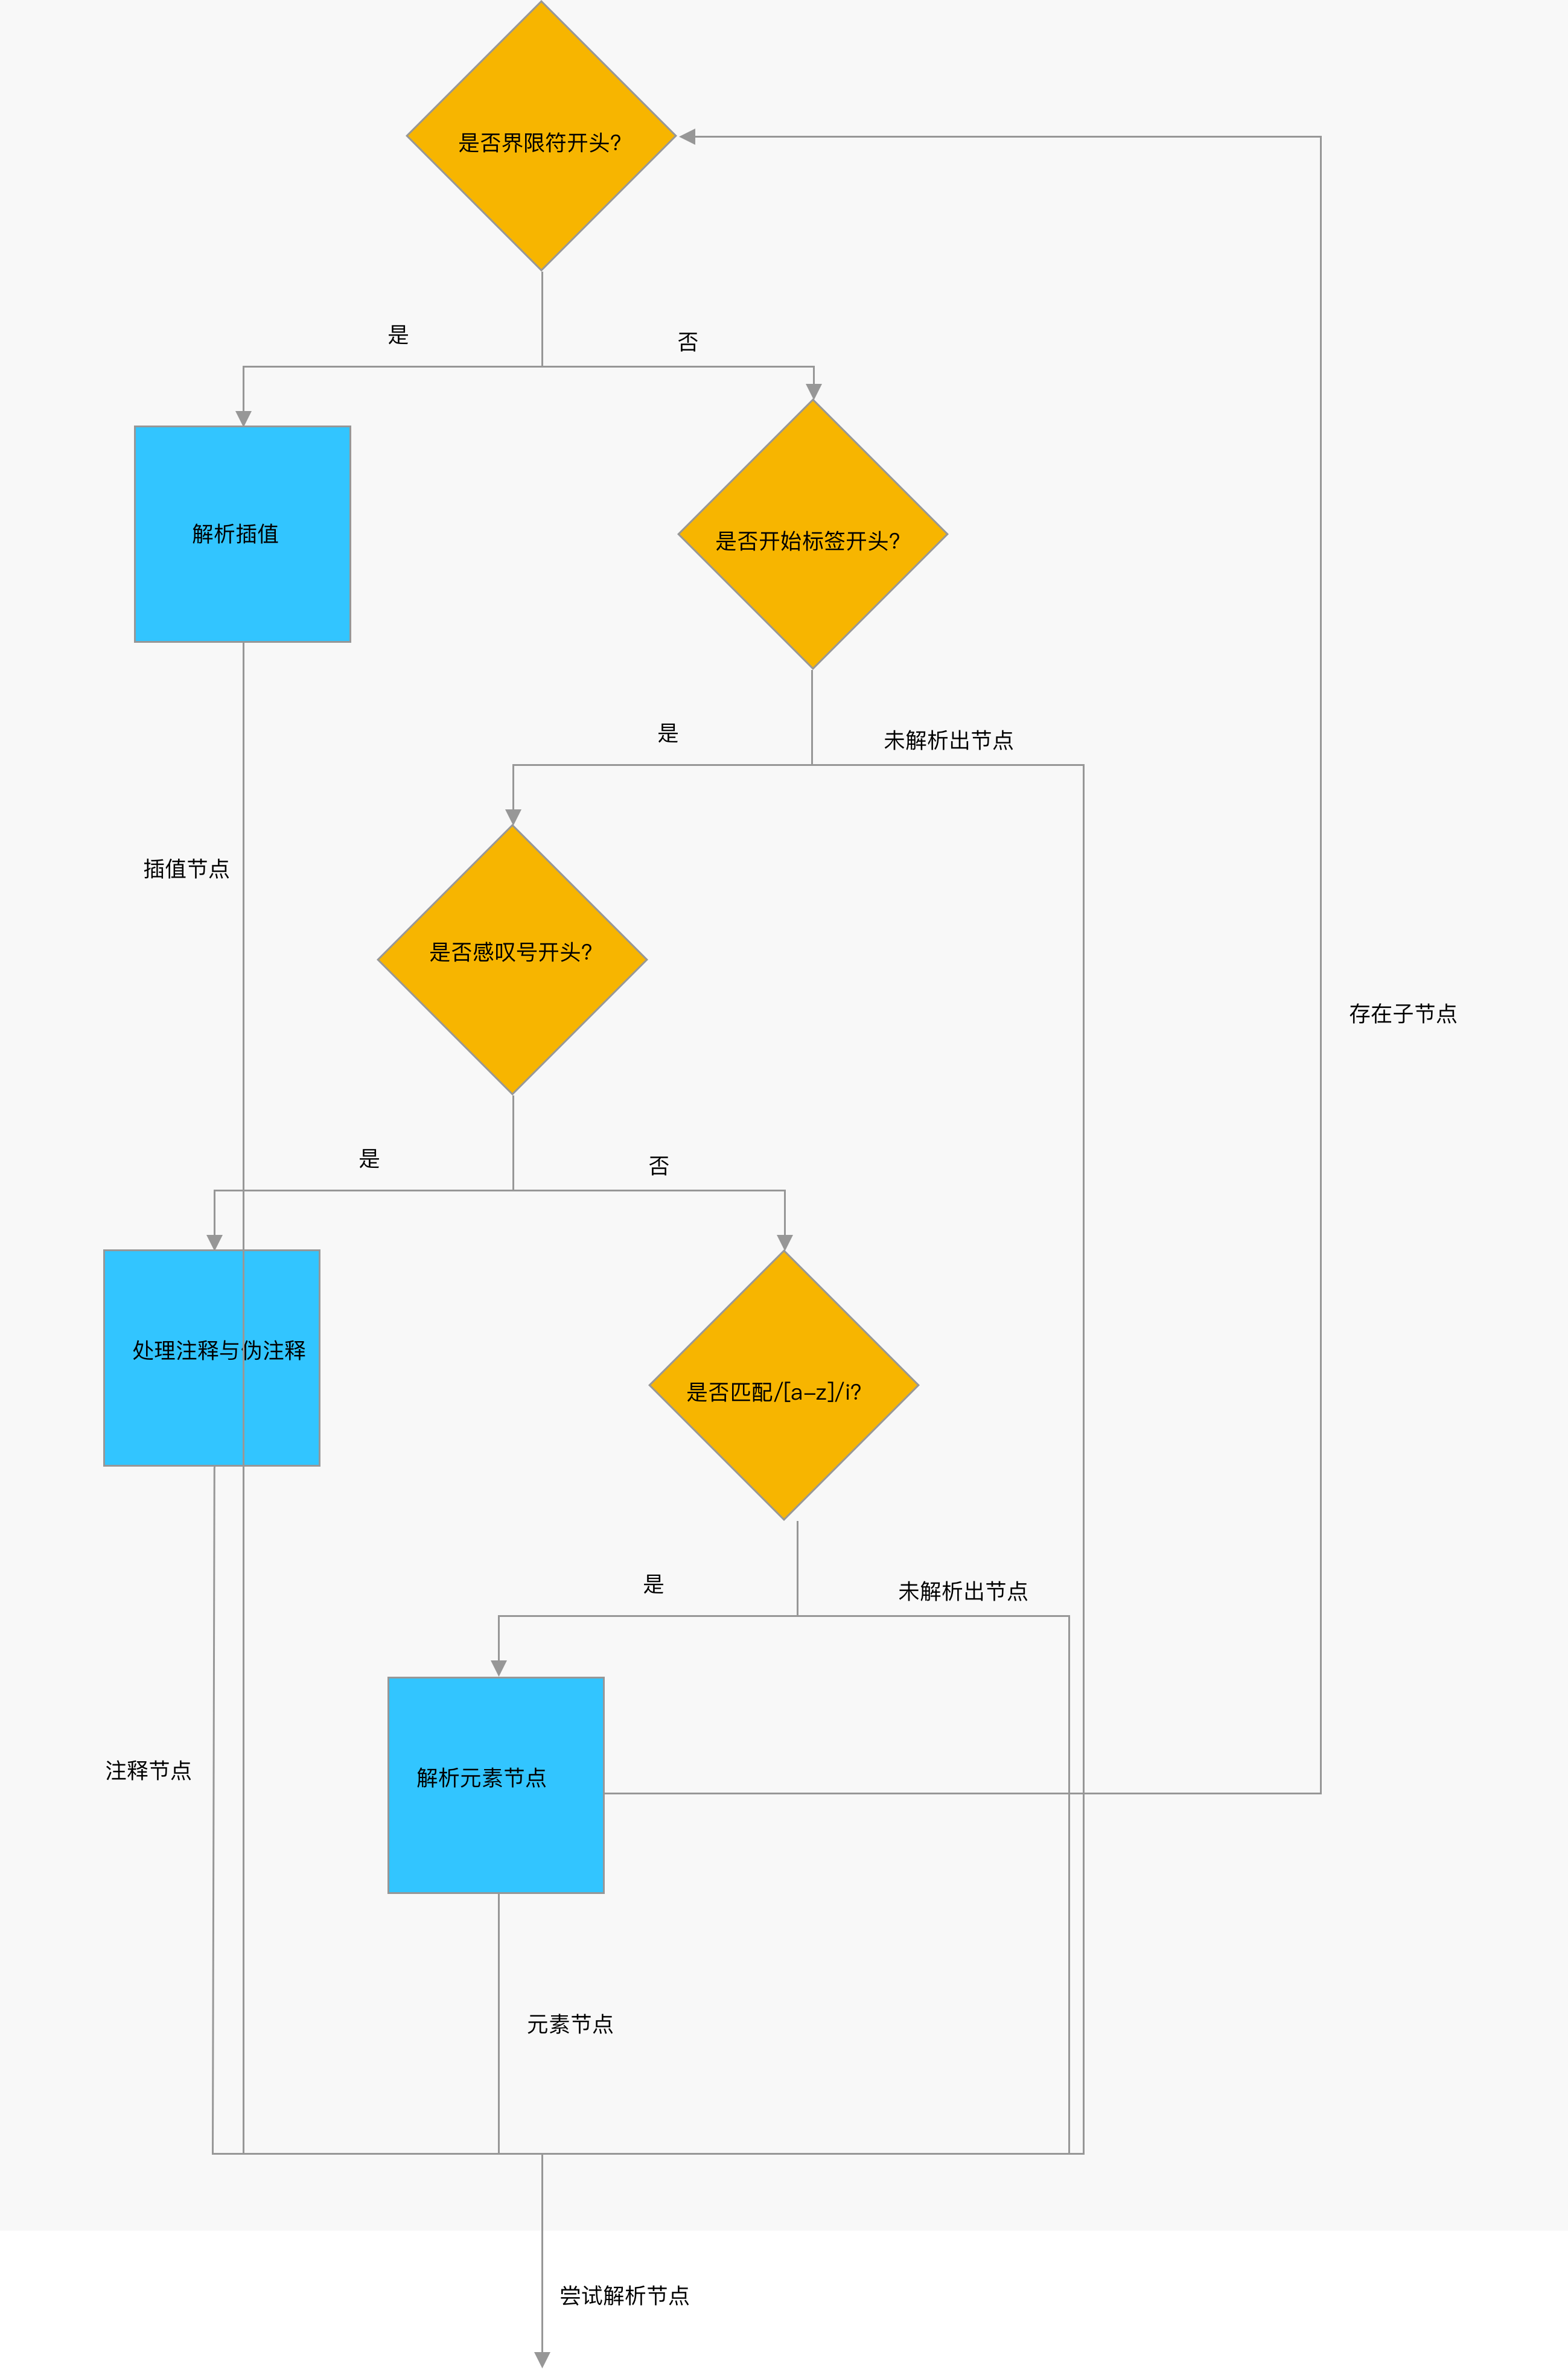 是否界限符开头?
是
否
解析插值
是否开始标签开头?
是
未解析出节点
插值节点
是否感叹号开头?
存在子节点
是
否
处理注释与伪注释
是否匹配/[a-z]/i?
是
未解析出节点
注释节点
解析元素节点
元素节点
尝试解析节点